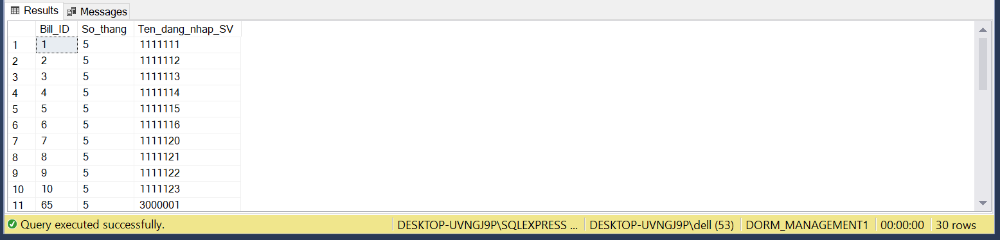 Results Messages
Bill_ID So_thang Ten_dang_nhap_SV
1 1 5 1111111
2 2 5 1111112
3 3 5 1111113
4 4 5 1111114
5 5 5 1111115
6 6 5 1111116
7 7 5 1111120
8 8 5 1111121
9 9 5 1111122
10 10 5 1111123
11 65 5 3000001
Query executed successfully. DESKTOP-UVNGJ9P\SQLEXPRESS ... DESKTOP-UVNGJ9P\dell (53) DORM_MANAGEMENT1 00:00:00 30 rows